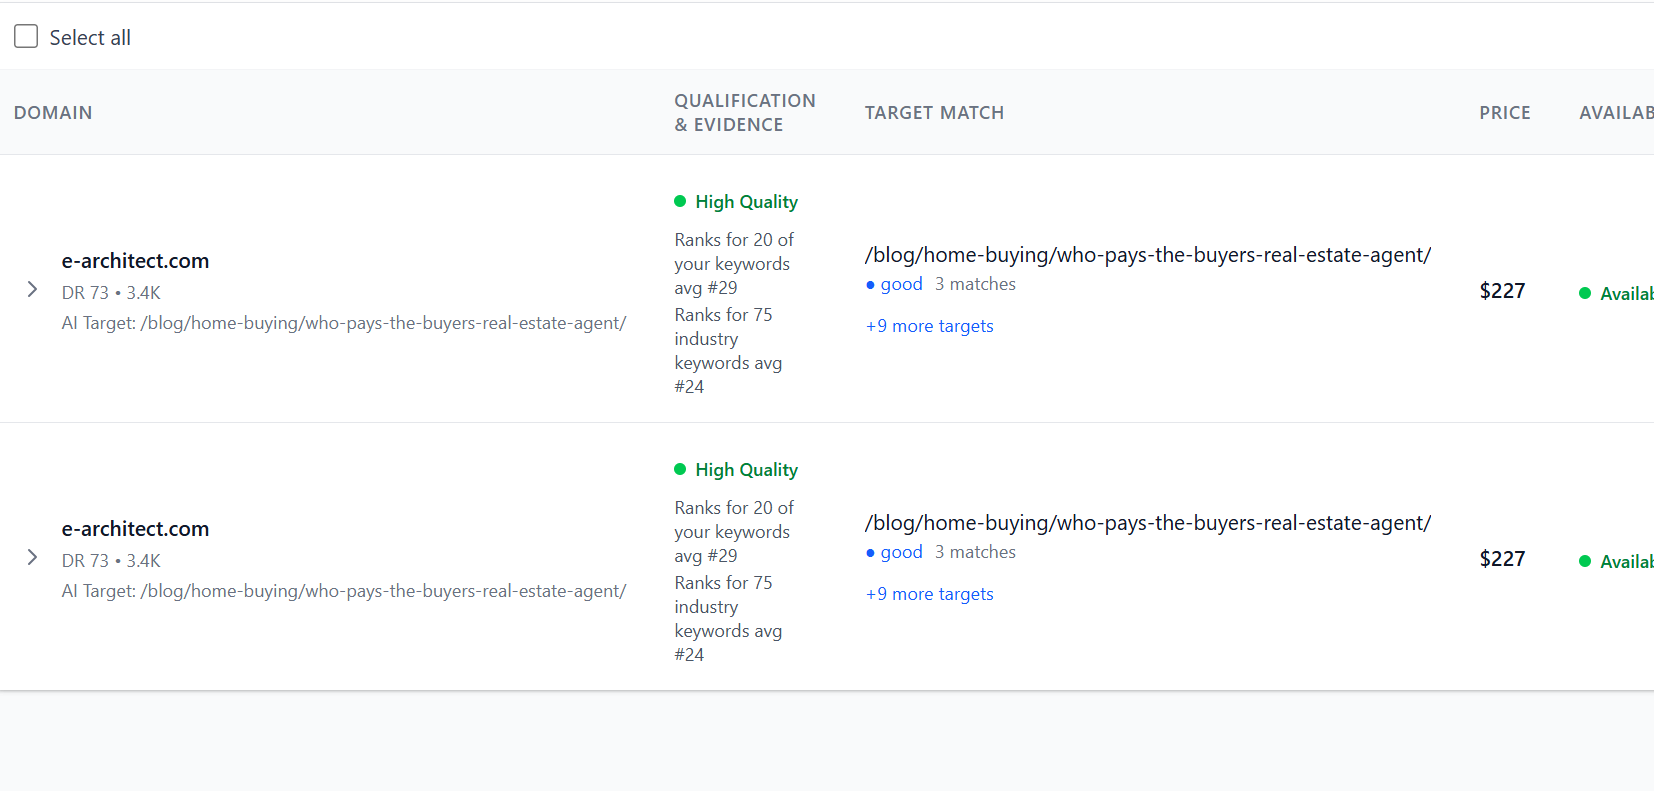 Select all
DOMAIN
QUALIFICATION
& EVIDENCE
TARGET MATCH
PRICE
AVAILAB
e-architect.com
DR 73 • 3.4K
AI Target: /blog/home-buying/who-pays-the-buyers-real-estate-agent/
High Quality
Ranks for 20 of
your keywords
avg #29
Ranks for 75
industry
keywords avg
#24
/blog/home-buying/who-pays-the-buyers-real-estate-agent/
• good 3 matches
+9 more targets
$227
Availab
e-architect.com
DR 73 • 3.4K
AI Target: /blog/home-buying/who-pays-the-buyers-real-estate-agent/
High Quality
Ranks for 20 of
your keywords
avg #29
Ranks for 75
industry
keywords avg
#24
/blog/home-buying/who-pays-the-buyers-real-estate-agent/
• good 3 matches
+9 more targets
$227
Availab